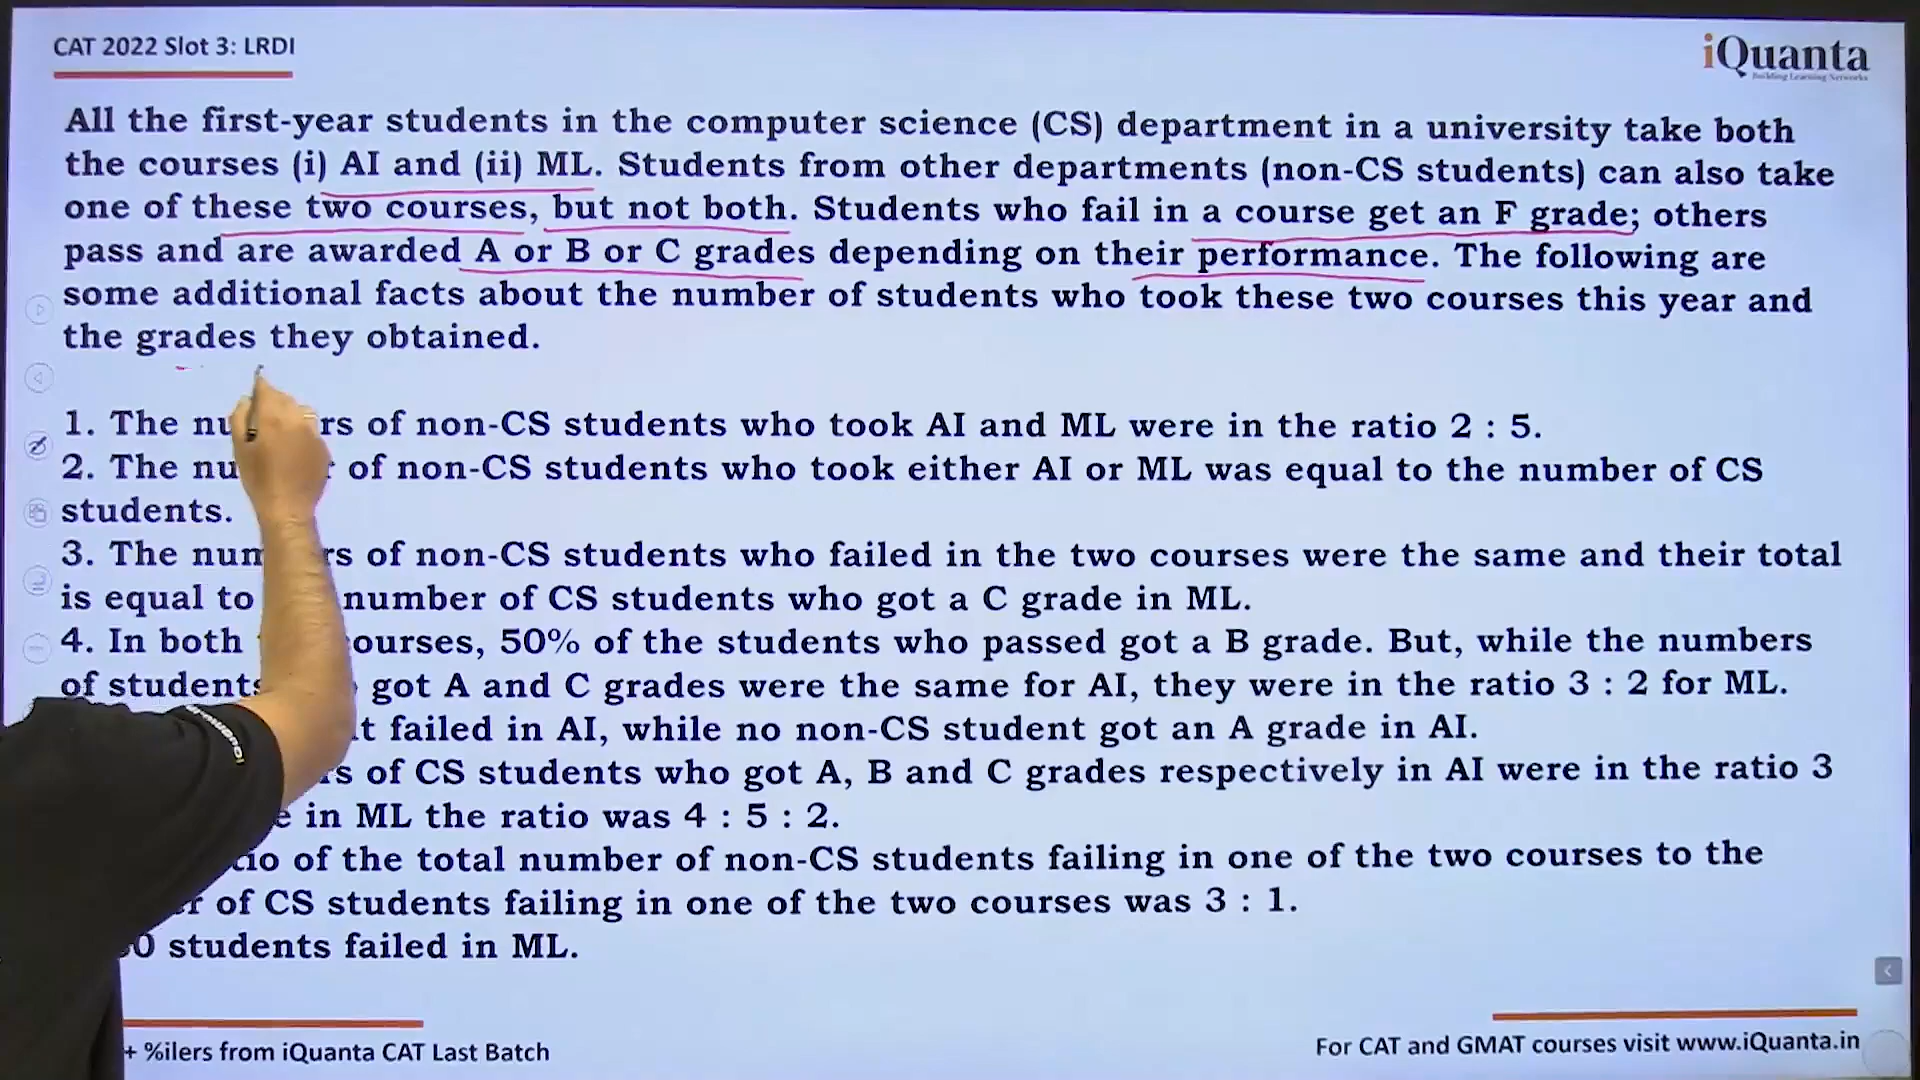 CAT 2022 Slot 3: LRDI
iQuanta
Building Learning Networks
All the first-year students in the computer science (CS) department in a university take both
the courses (i) AI and (ii) ML. Students from other departments (non-CS students) can also take
one of these two courses, but not both. Students who fail in a course get an F grade; others
pass and are awarded A or B or C grades depending on their performance. The following are
some additional facts about the number of students who took these two courses this year and
the grades they obtained.
1. The nu rs of non-CS students who took AI and ML were in the ratio 2 : 5.
2. The nu of non-CS students who took either AI or ML was equal to the number of CS
students.
3. The num rs of non-CS students who failed in the two courses were the same and their total
is equal to number of CS students who got a C grade in ML.
4. In both ourses, 50% of the students who passed got a B grade. But, while the numbers
of students got A and C grades were the same for AI, they were in the ratio 3 : 2 for ML.
t failed in AI, while no non-CS student got an A grade in AI.
rs of CS students who got A, B and C grades respectively in AI were in the ratio 3
e in ML the ratio was 4 : 5 : 2.
tio of the total number of non-CS students failing in one of the two courses to the
r of CS students failing in one of the two courses was 3 : 1.
0 students failed in ML.
+ %ilers from iQuanta CAT Last Batch
For CAT and GMAT courses visit www.iQuanta.in